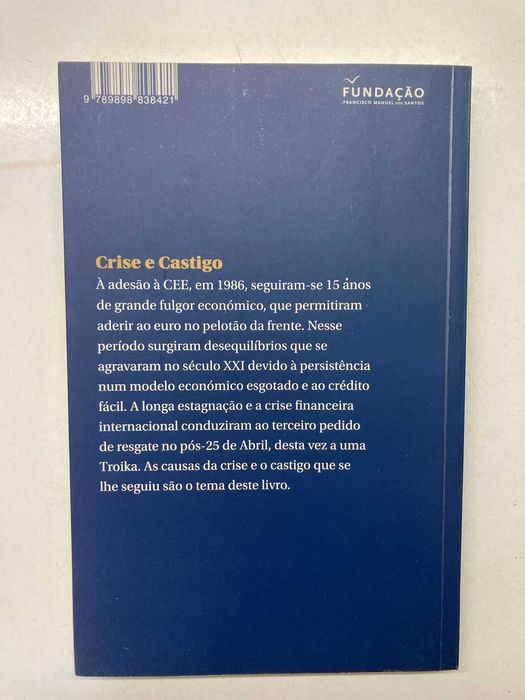 9 789898 838421
FUNDAÇÃO
FRANCISCO MANUEL DOS SANTOS
Crise e Castigo
À adesão à CEE, em 1986, seguiram-se 15 anos
de grande fulgor económico, que permitiram
aderir ao euro no pelotão da frente. Nesse
período surgiram desequilíbrios que se
agravaram no século XXI devido à persistência
num modelo económico esgotado e ao crédito
fácil. A longa estagnação e a crise financeira
internacional conduziram ao terceiro pedido
de resgate no pós-25 de Abril, desta vez a uma
Troika. As causas da crise e o castigo que se
lhe seguiu são o tema deste livro.